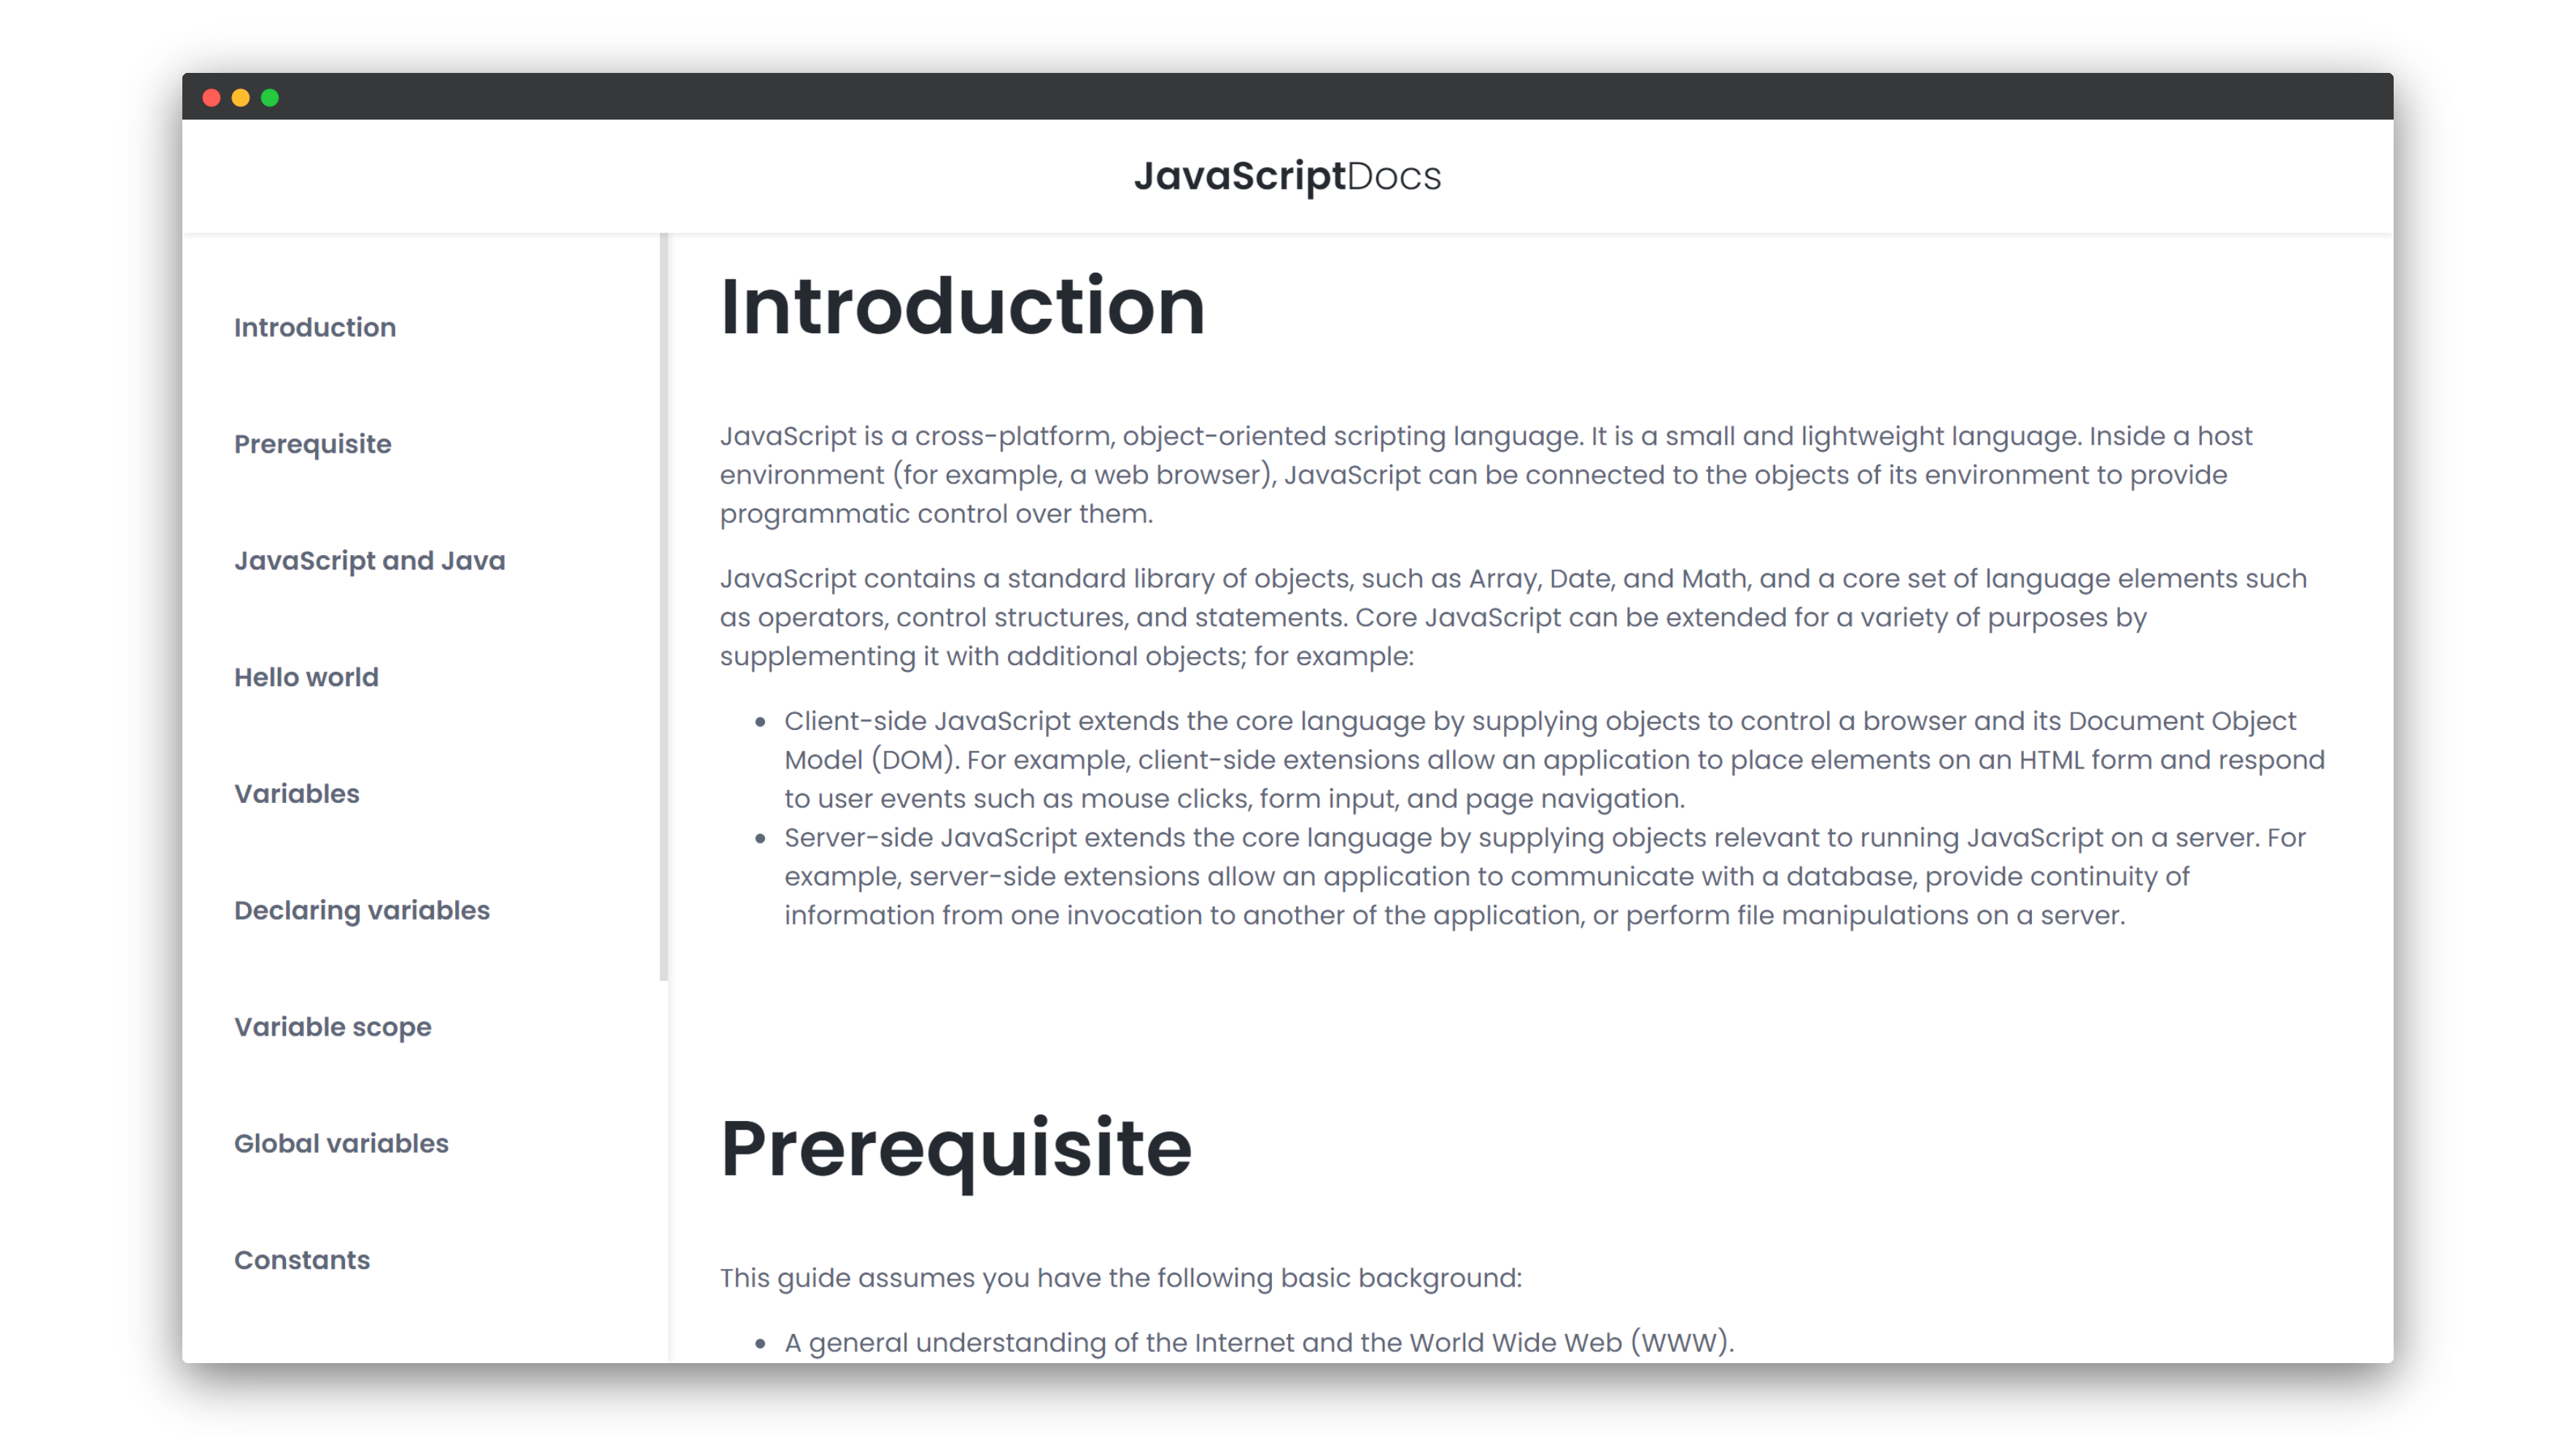 JavaScriptDocs
Introduction
Prerequisite
JavaScript and Java
Hello world
Variables
Declaring variables
Variable scope
Global variables
Constants
Introduction
JavaScript is a cross-platform, object-oriented scripting language. It is a small and lightweight language. Inside a host
environment (for example, a web browser), JavaScript can be connected to the objects of its environment to provide
programmatic control over them.
JavaScript contains a standard library of objects, such as Array, Date, and Math, and a core set of language elements such
as operators, control structures, and statements. Core JavaScript can be extended for a variety of purposes by
supplementing it with additional objects; for example:
• Client-side JavaScript extends the core language by supplying objects to control a browser and its Document Object
Model (DOM). For example, client-side extensions allow an application to place elements on an HTML form and respond
to user events such as mouse clicks, form input, and page navigation.
• Server-side JavaScript extends the core language by supplying objects relevant to running JavaScript on a server. For
example, server-side extensions allow an application to communicate with a database, provide continuity of
information from one invocation to another of the application, or perform file manipulations on a server.
Prerequisite
This guide assumes you have the following basic background:
• A general understanding of the Internet and the World Wide Web (WWW).